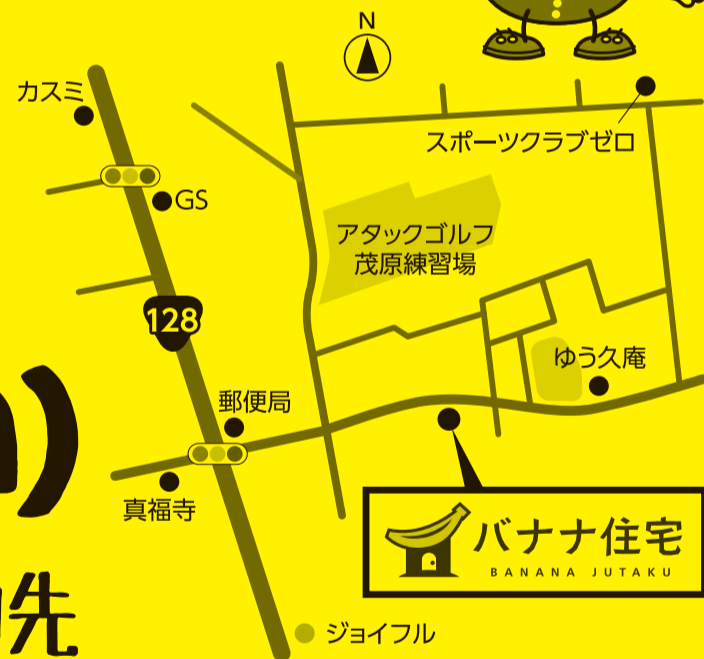 N
カスミ
スポーツクラブゼロ
GS
アタックゴルフ
茂原練習場
128
ゆう久庵
郵便局
真福寺
バナナ住宅
BANANA JUTAKU
ジョイフル